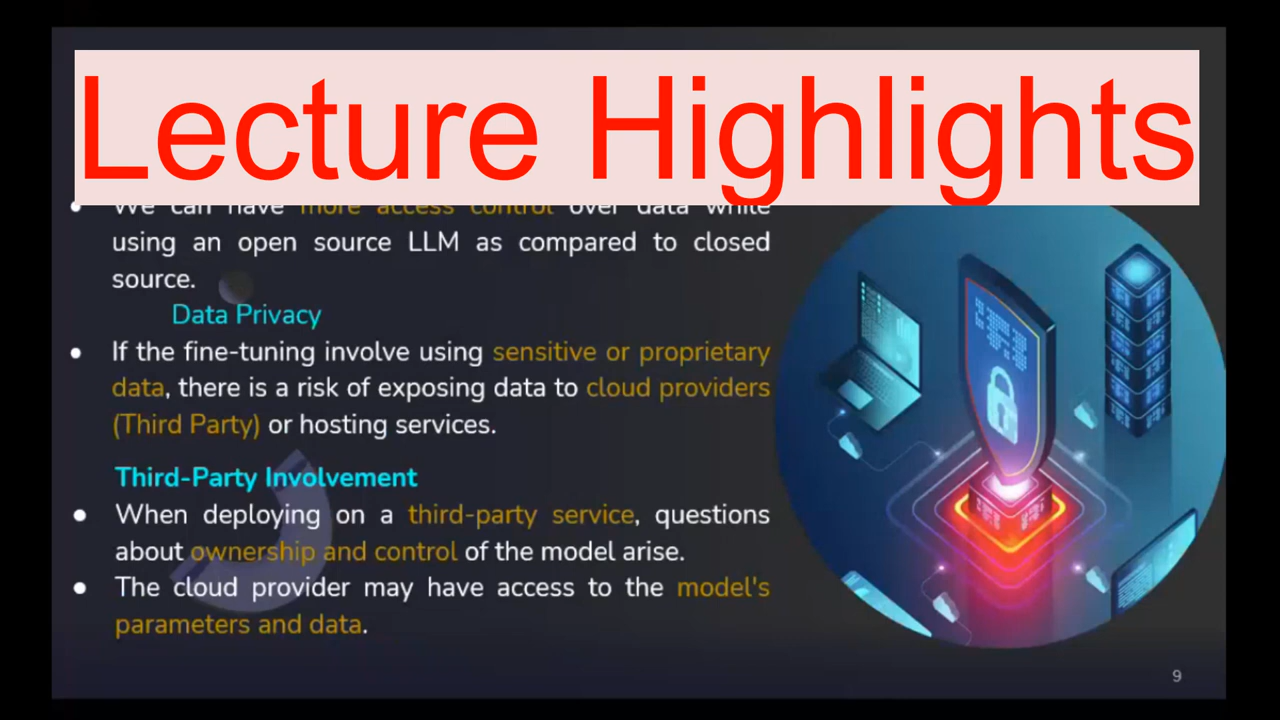 Lecture Highlights
• We can have more access control over data while
using an open source LLM as compared to closed
source.
Data Privacy
• If the fine-tuning involve using sensitive or proprietary
data, there is a risk of exposing data to cloud providers
(Third Party) or hosting services.
Third-Party Involvement
• When deploying on a third-party service, questions
about ownership and control of the model arise.
• The cloud provider may have access to the model's
parameters and data.
9